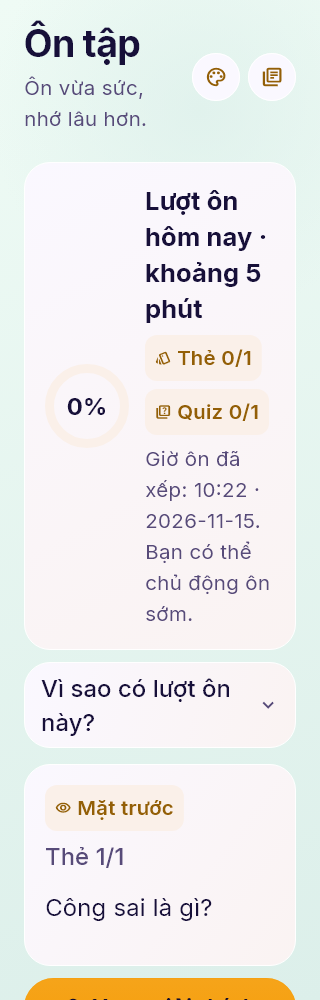 Ôn tập
Ôn vừa sức,
nhớ lâu hơn.
Lượt ôn
hôm nay ·
khoảng 5
phút
0%
Thẻ 0/1
Quiz 0/1
Giờ ôn đã
xếp: 10:22 ·
2026-11-15.
Bạn có thể
chủ động ôn
sớm.
Vì sao có lượt ôn
này?
Mặt trước
Thẻ 1/1
Công sai là gì?